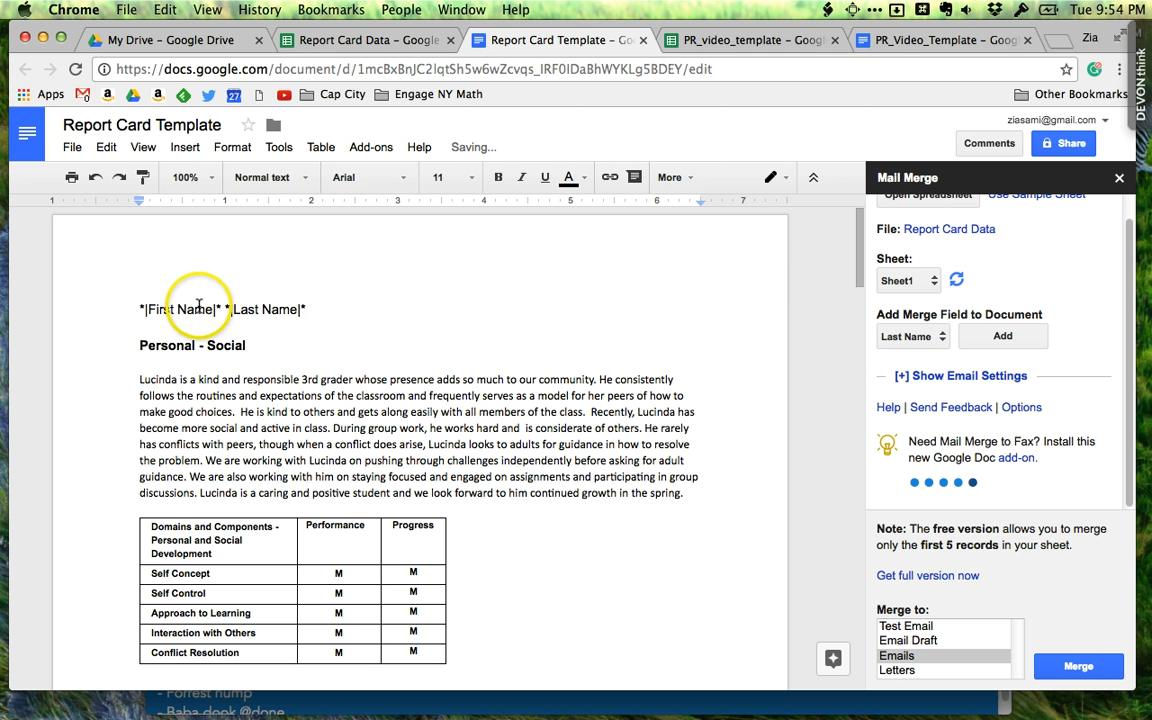 Chrome File Edit View History Bookmarks People Window Help Tue 9:54 PM
My Drive – Google Drive × Report Card Data – Google × Report Card Template – Go × PR_video_template – Goog × PR_Video_Template – Goog × Zia
https://docs.google.com/document/d/1mcBxBnJC2lqtSh5w6wZcvqs_IRF0IDaBhWYKLg5BDEY/edit
DEVONthink
Apps 27 Cap City Engage NY Math Other Bookmarks
Report Card Template
ziasami@gmail.com
File Edit View Insert Format Tools Table Add-ons Help Saving...
Comments Share
100% Normal text Arial 11 B I U A More
Mail Merge ×
1 1 2 3 4 5 6 7
Open Spreadsheet Use Sample Sheet
File: Report Card Data
Sheet:
Sheet1
Add Merge Field to Document
Last Name Add
[+] Show Email Settings
Help | Send Feedback | Options
Need Mail Merge to Fax? Install this
new Google Doc add-on.
Note: The free version allows you to merge
only the first 5 records in your sheet.
Get full version now
Merge to:
Test Email
Email Draft
Emails
Letters
Merge
*|First Name|* *|Last Name|*
Personal - Social
Lucinda is a kind and responsible 3rd grader whose presence adds so much to our community. He consistently
follows the routines and expectations of the classroom and frequently serves as a model for her peers of how to
make good choices. He is kind to others and gets along easily with all members of the class. Recently, Lucinda has
become more social and active in class. During group work, he works hard and is considerate of others. He rarely
has conflicts with peers, though when a conflict does arise, Lucinda looks to adults for guidance in how to resolve
the problem. We are working with Lucinda on pushing through challenges independently before asking for adult
guidance. We are also working with him on staying focused and engaged on assignments and participating in group
discussions. Lucinda is a caring and positive student and we look forward to him continued growth in the spring.
Domains and Components - Performance Progress
Personal and Social
Development
Self Concept M M
Self Control M M
Approach to Learning M M
Interaction with Others M M
Conflict Resolution M M
- Baba dook @done